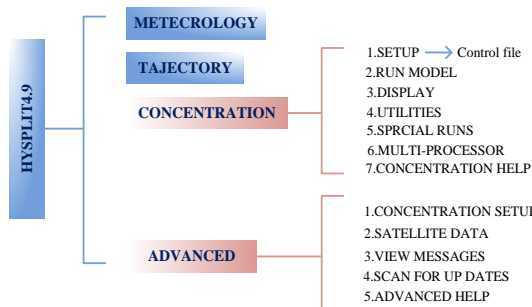 HYSPLIT4.9
METECROLOGY
TAJECTORY
CONCENTRATION
1.SETUP Control file
2.RUN MODEL
3.DISPLAY
4.UTILITIES
5.SPRCIAL RUNS
6.MULTI-PROCESSOR
7.CONCENTRATION HELP
ADVANCED
1.CONCENTRATION SETUP
2.SATELLITE DATA
3.VIEW MESSAGES
4.SCAN FOR UP DATES
5.ADVANCED HELP